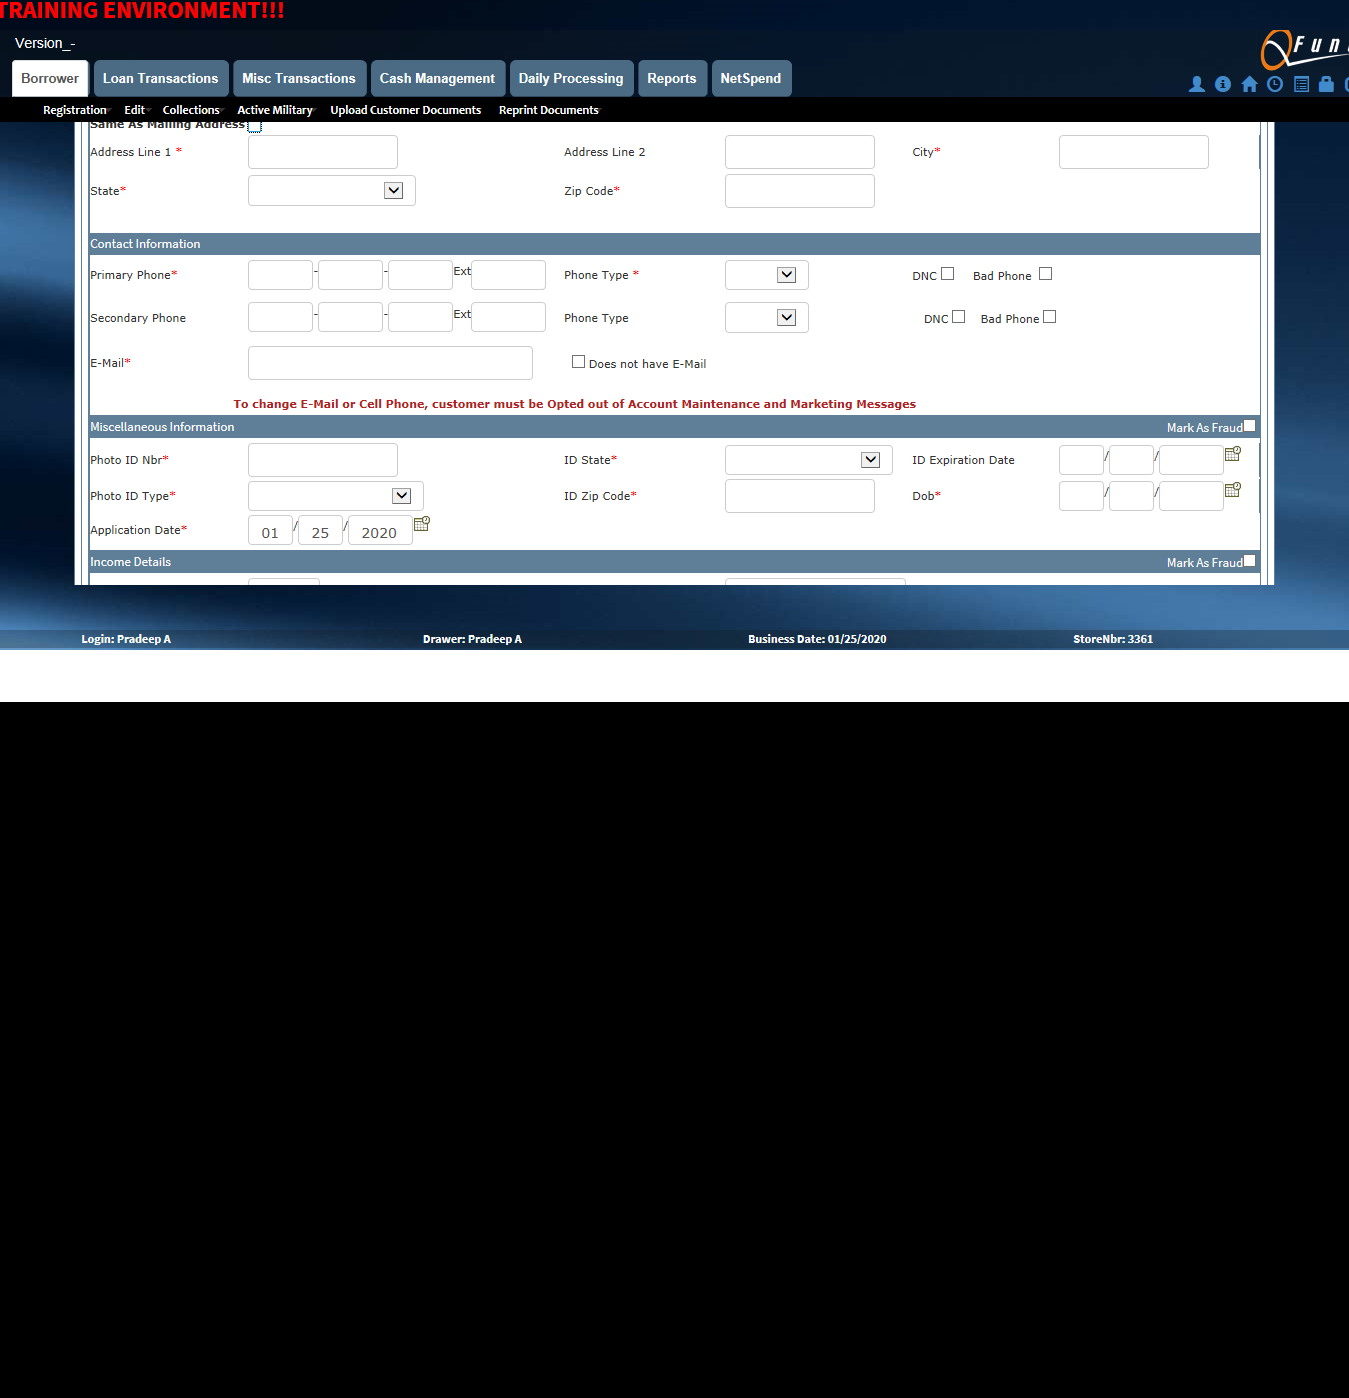 TRAINING ENVIRONMENT!!!
Version_-
Fun
Borrower Loan Transactions Misc Transactions Cash Management Daily Processing Reports NetSpend
Registration Edit Collections Active Military Upload Customer Documents Reprint Documents
Same As Mailing Address
Address Line 1 * Address Line 2 City*
State* Zip Code*
Contact Information
Primary Phone* - - Ext Phone Type * DNC Bad Phone
Secondary Phone - - Ext Phone Type DNC Bad Phone
E-Mail* Does not have E-Mail
To change E-Mail or Cell Phone, customer must be Opted out of Account Maintenance and Marketing Messages
Miscellaneous Information Mark As Fraud
Photo ID Nbr* ID State* ID Expiration Date / /
Photo ID Type* ID Zip Code* Dob* / /
Application Date* 01 / 25 / 2020
Income Details Mark As Fraud
Login: Pradeep A Drawer: Pradeep A Business Date: 01/25/2020 StoreNbr: 3361